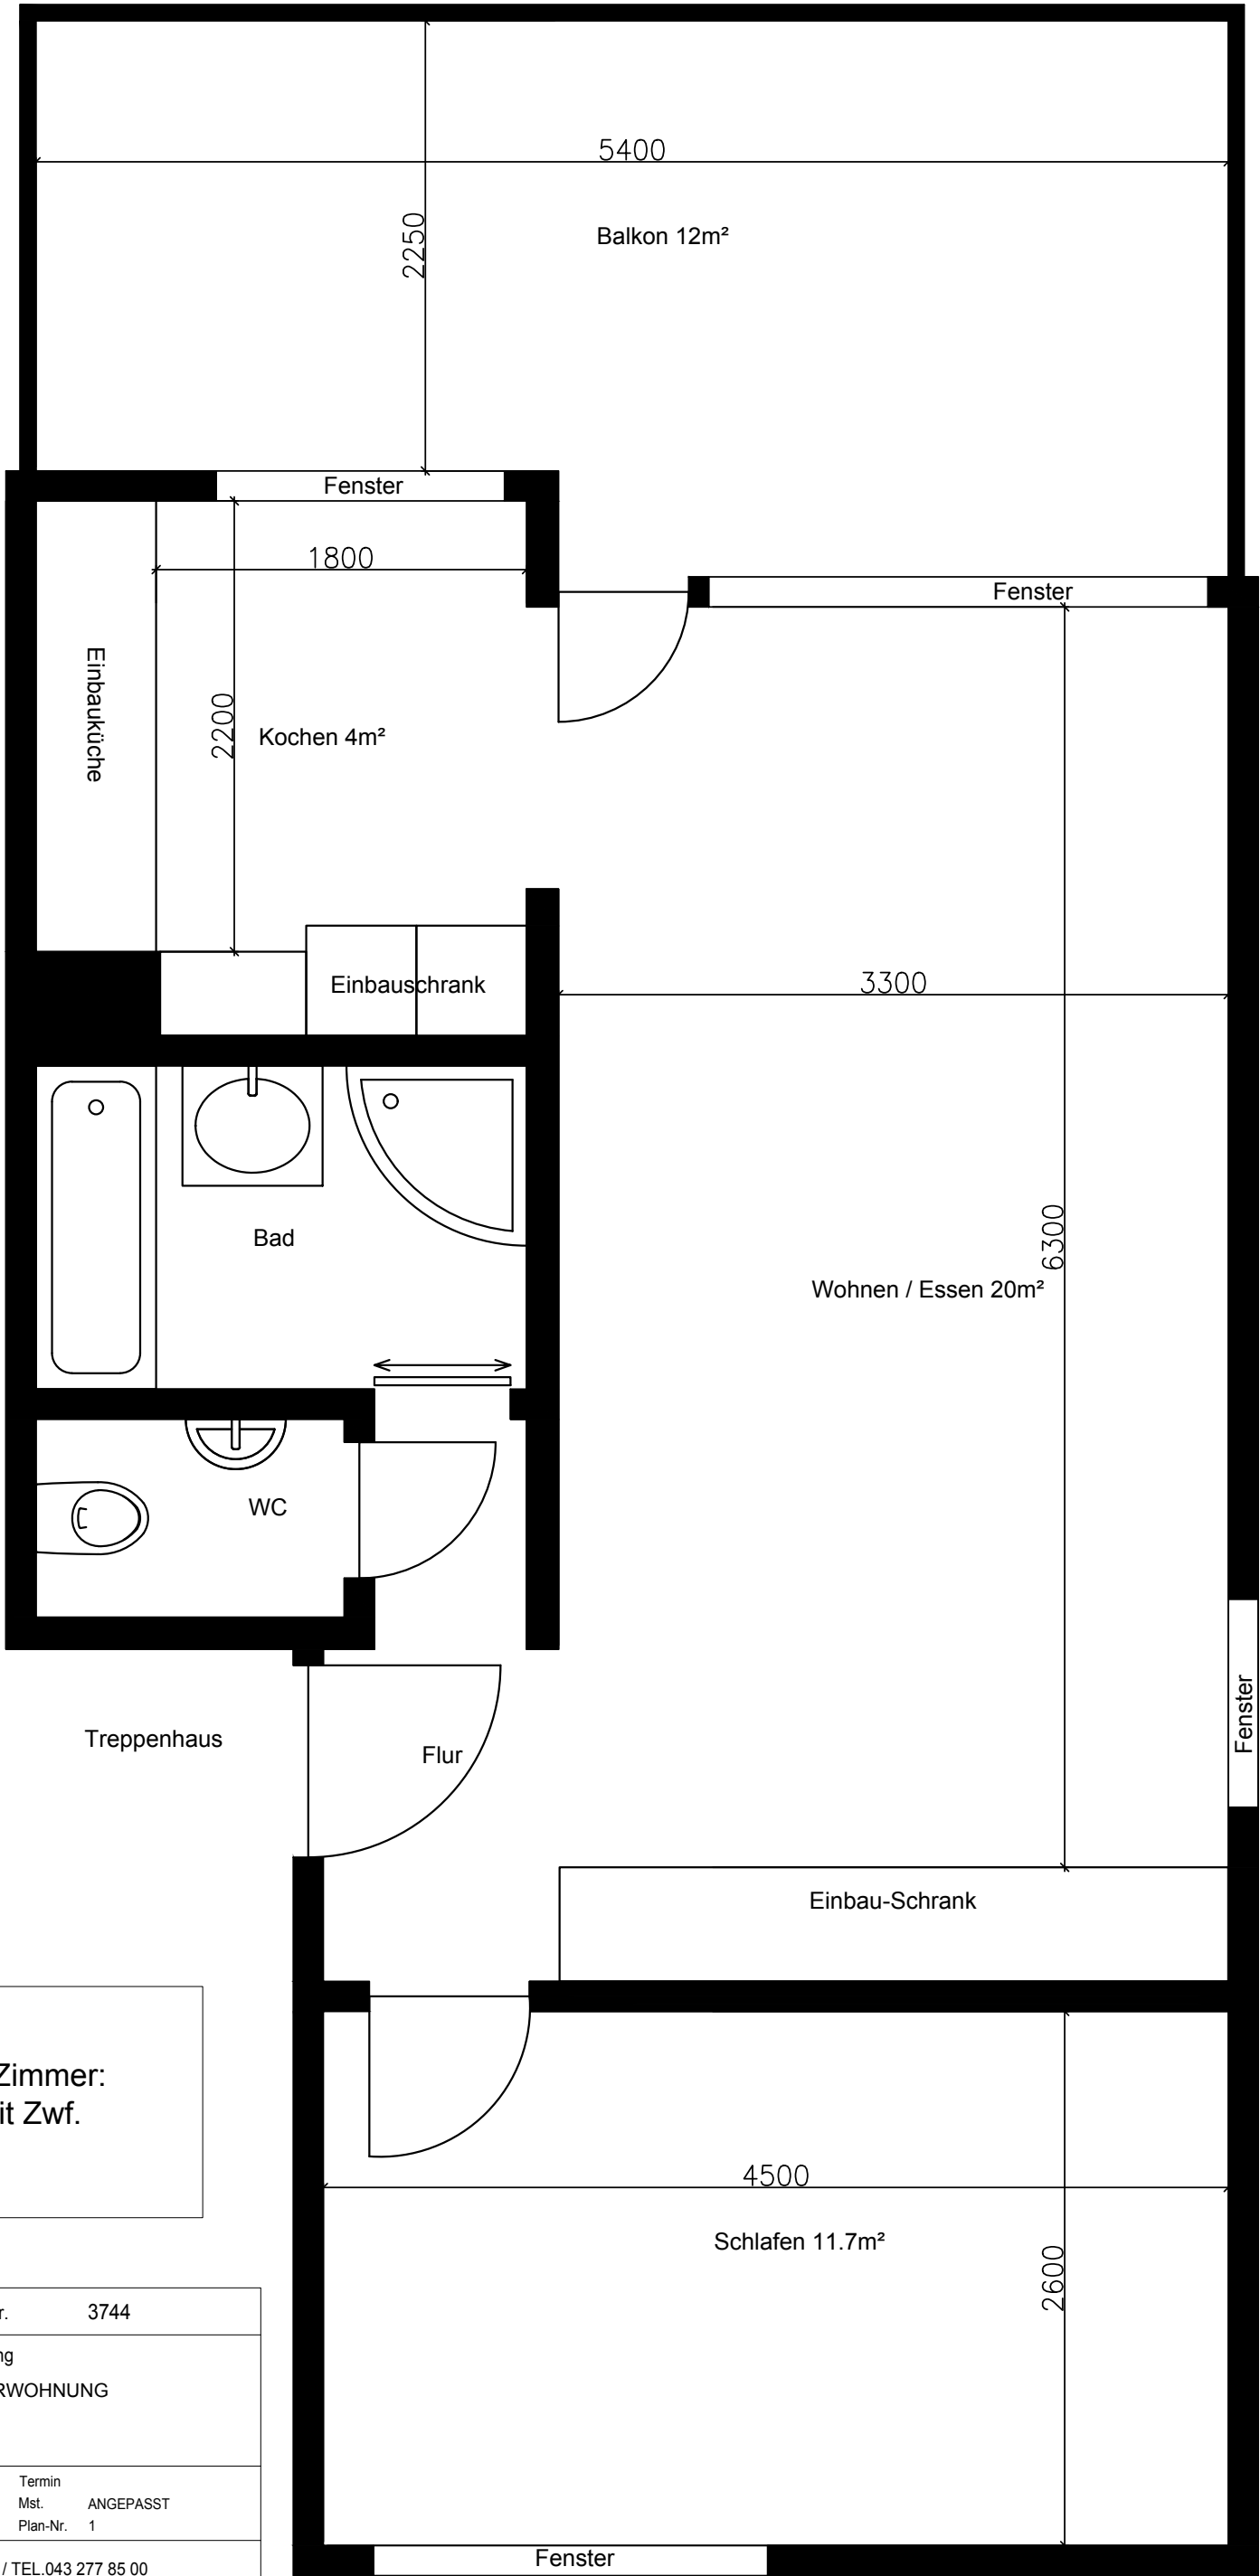 5400
2250
Balkon 12m²
Fenster
1800
Fenster
Einbauküche
2200
Kochen 4m²
3300
Einbauschrank
Bad
6300
Wohnen / Essen 20m²
WC
Fenster
Treppenhaus
Flur
Einbau-Schrank
Zimmer:
it Zwf.
4500
Schlafen 11.7m²
2600
r. 3744
ng
RWOHNUNG
Termin
Mst. ANGEPASST
Plan-Nr. 1
/ TEL.043 277 85 00
Fenster